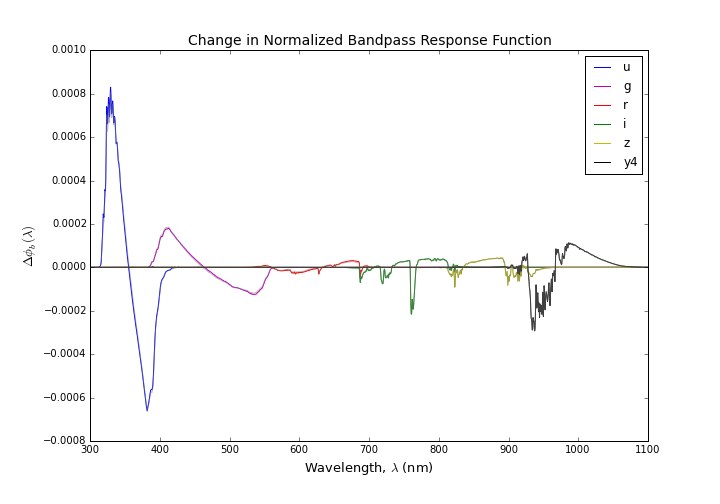 Change in Normalized Bandpass Response Function
0.0010
0.0008
0.0006
0.0004
0.0002
0.0000
−0.0002
−0.0004
−0.0006
−0.0008
Δϕ_b(λ)
u
g
r
i
z
y4
300 400 500 600 700 800 900 1000 1100
Wavelength, λ (nm)